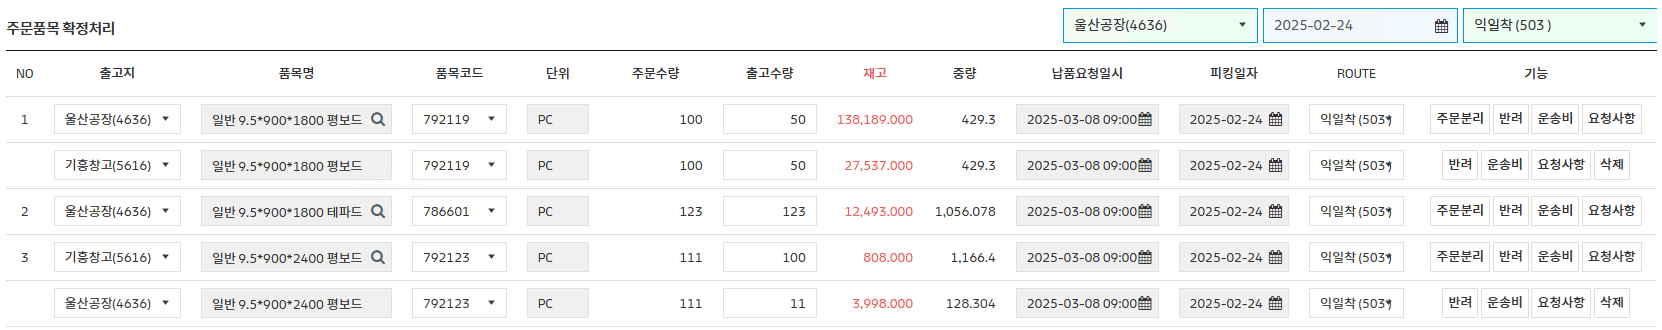 주문품목 확정처리 울산공장(4636) 2025-02-24 익일착 (503 )
NO 출고지 품목명 품목코드 단위 주문수량 출고수량 재고 중량 납품요청일시 피킹일자 ROUTE 기능
1 울산공장(4636) 일반 9.5*900*1800 평보드 792119 PC 100 50 138,189.000 429.3 2025-03-08 09:00 2025-02-24 익일착 (503 ) 주문분리 반려 운송비 요청사항
기흥창고(5616) 일반 9.5*900*1800 평보드 792119 PC 100 50 27,537.000 429.3 2025-03-08 09:00 2025-02-24 익일착 (503 ) 반려 운송비 요청사항 삭제
2 울산공장(4636) 일반 9.5*900*1800 테파드 786601 PC 123 123 12,493.000 1,056.078 2025-03-08 09:00 2025-02-24 익일착 (503 ) 주문분리 반려 운송비 요청사항
3 기흥창고(5616) 일반 9.5*900*2400 평보드 792123 PC 111 100 808.000 1,166.4 2025-03-08 09:00 2025-02-24 익일착 (503 ) 주문분리 반려 운송비 요청사항
울산공장(4636) 일반 9.5*900*2400 평보드 792123 PC 111 11 3,998.000 128.304 2025-03-08 09:00 2025-02-24 익일착 (503 ) 반려 운송비 요청사항 삭제